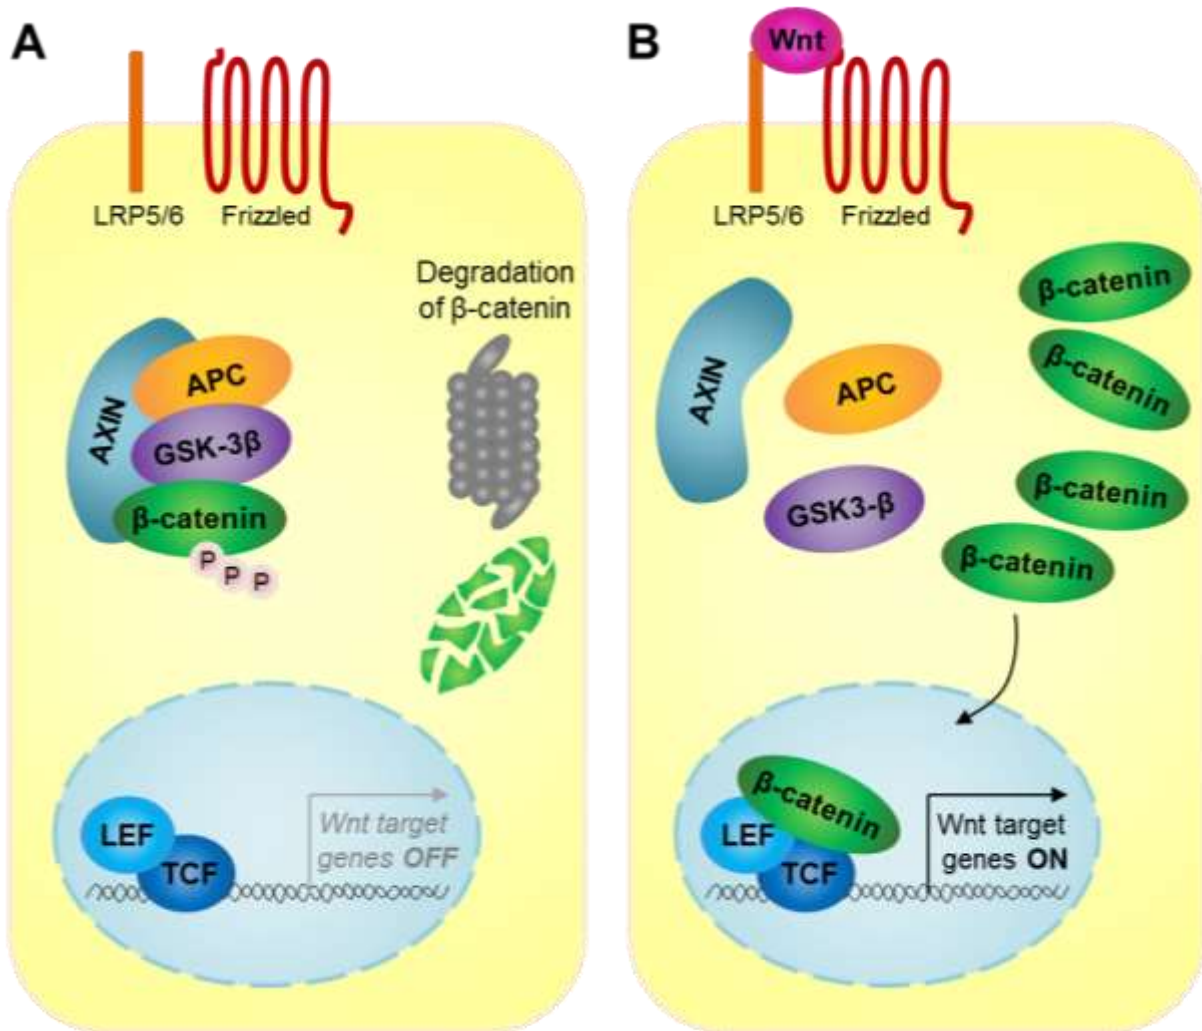 A
LRP5/6
Frizzled
Degradation
of β-catenin
AXIN
APC
GSK-3β
β-catenin
P
P
P
LEF
TCF
Wnt target
genes OFF
B
Wnt
LRP5/6
Frizzled
β-catenin
β-catenin
AXIN
APC
β-catenin
GSK3-β
β-catenin
β-catenin
LEF
TCF
Wnt target
genes ON